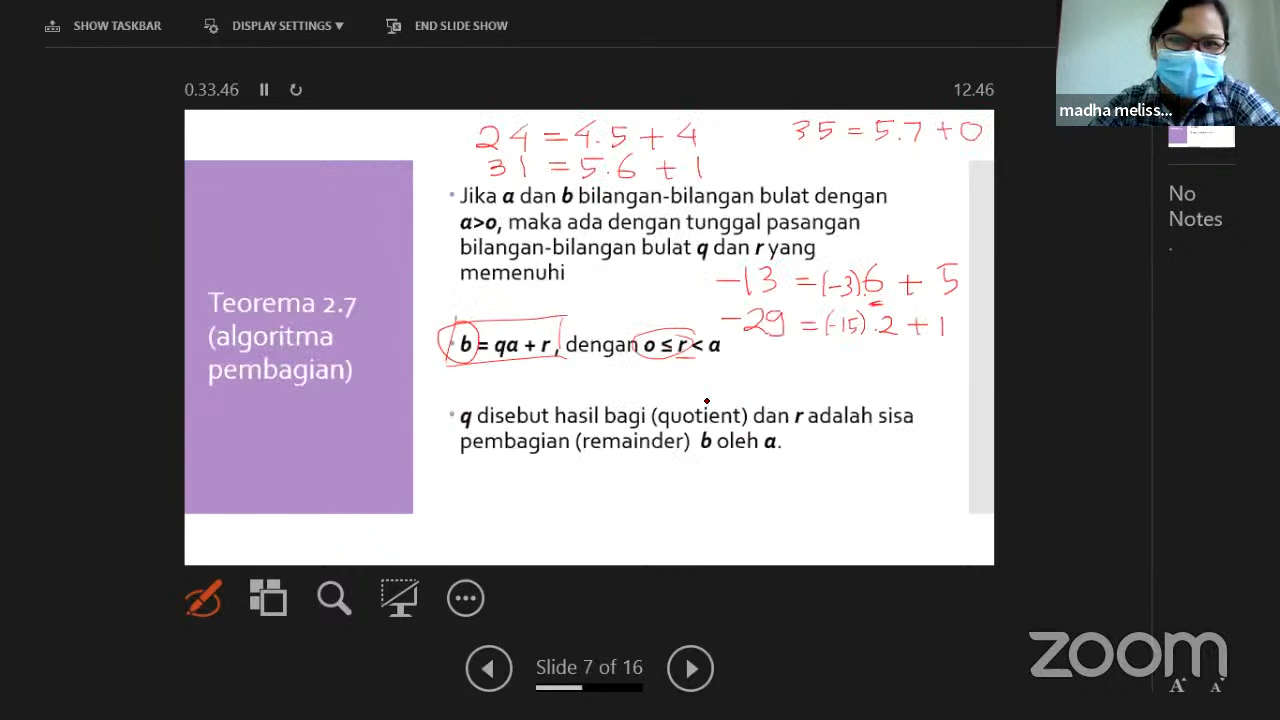 SHOW TASKBAR DISPLAY SETTINGS ▼ END SLIDE SHOW
0.33.46 12.46
madha meliss...
24 = 4.5 + 4 35 = 5.7 + 0
31 = 5.6 + 1
• Jika a dan b bilangan-bilangan bulat dengan
a>0, maka ada dengan tunggal pasangan
bilangan-bilangan bulat q dan r yang
memenuhi
-13 = (-3).6 + 5
-29 = (-15).2 + 1
• b = qa + r, dengan 0 ≤ r < a
• q disebut hasil bagi (quotient) dan r adalah sisa
pembagian (remainder) b oleh a.
Teorema 2.7
(algoritma
pembagian)
No
Notes
.
Slide 7 of 16
zoom
A A